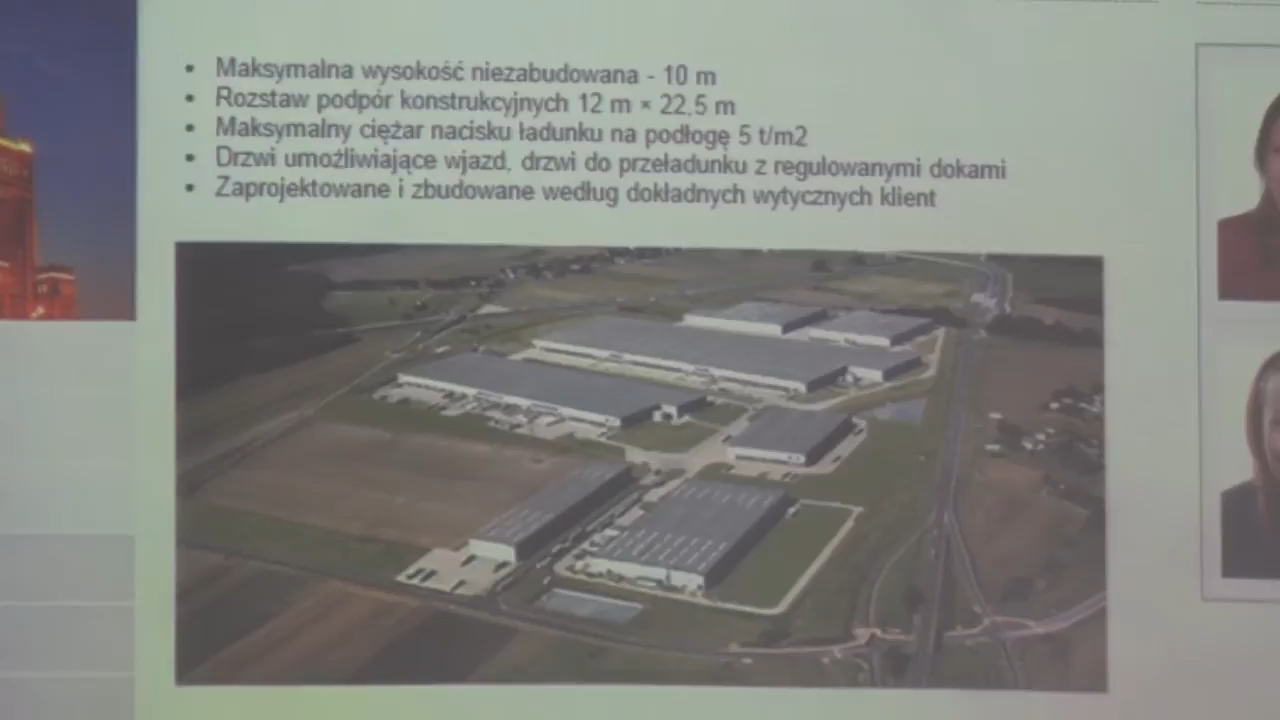 • Maksymalna wysokość niezabudowana - 10 m
• Rozstaw podpór konstrukcyjnych 12 m × 22,5 m
• Maksymalny ciężar nacisku ładunku na podłogę 5 t/m2
• Drzwi umożliwiające wjazd, drzwi do przeładunku z regulowanymi dokami
• Zaprojektowane i zbudowane według dokładnych wytycznych klient